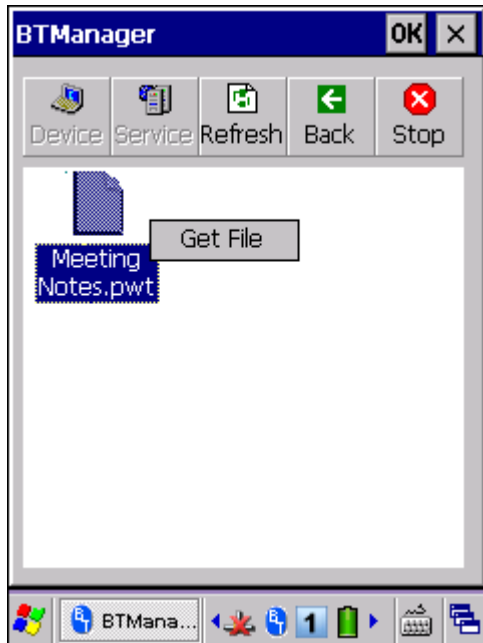 BTManager OK
Device Service Refresh Back Stop
Get File
Meeting
Notes.pwt
BTMana... 1